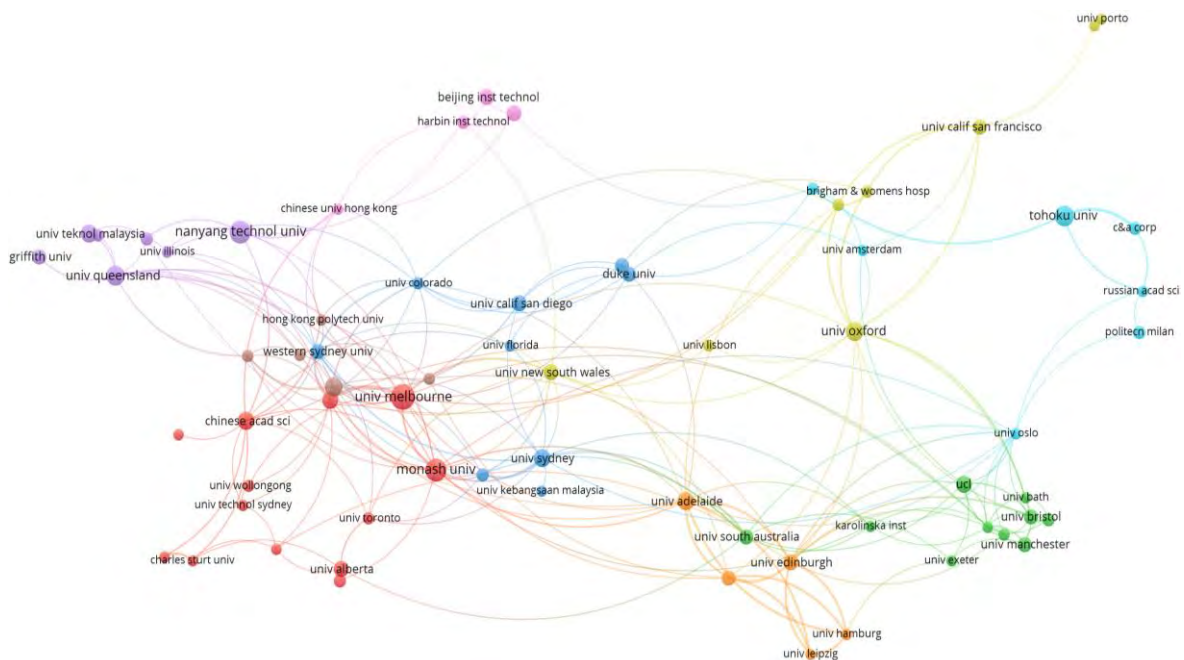 univ porto
beijing inst technol
harbin inst technol
univ calif san francisco
brigham & womens hosp
chinese univ hong kong
tohoku univ
c&a corp
nanyang technol univ
univ teknol malaysia
univ illinois
griffith univ
univ queensland
univ amsterdam
duke univ
univ colorado
russian acad sci
univ calif san diego
hong kong polytech univ
univ oxford
politecn milan
univ florida
univ lisbon
western sydney univ
univ new south wales
univ melbourne
chinese acad sci
univ oslo
univ sydney
monash univ
univ wollongong
univ kebangsaan malaysia
ucl
univ bath
univ technol sydney
univ adelaide
univ toronto
karolinska inst
univ bristol
univ south australia
univ manchester
charles sturt univ
univ alberta
univ edinburgh
univ exeter
univ hamburg
univ leipzig